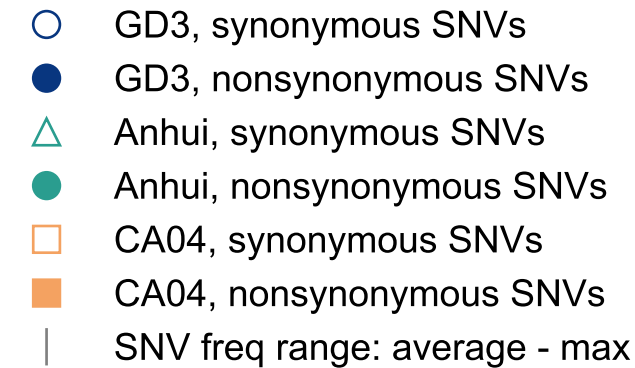 GD3, synonymous SNVs
GD3, nonsynonymous SNVs
Anhui, synonymous SNVs
Anhui, nonsynonymous SNVs
CA04, synonymous SNVs
CA04, nonsynonymous SNVs
SNV freq range: average - max